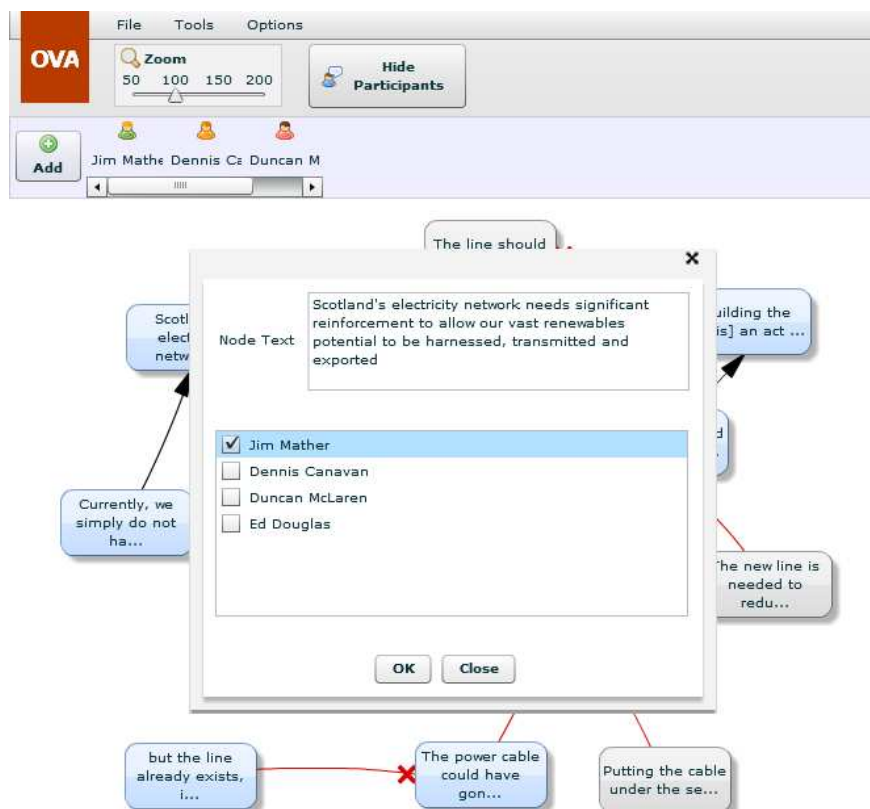 File Tools Options
OVA
Zoom
50 100 150 200
Hide
Participants
Add
Jim Mathe Dennis Ca Duncan M
The line should
Scotl
elect
netw
uilding the
is] an act ...
Node Text
Scotland's electricity network needs significant
reinforcement to allow our vast renewables
potential to be harnessed, transmitted and
exported
Jim Mather
Dennis Canavan
Duncan McLaren
Ed Douglas
d
Currently, we
simply do not
ha...
The new line is
needed to
redu...
OK Close
but the line
already exists,
i...
The power cable
could have
gon...
Putting the cable
under the se...